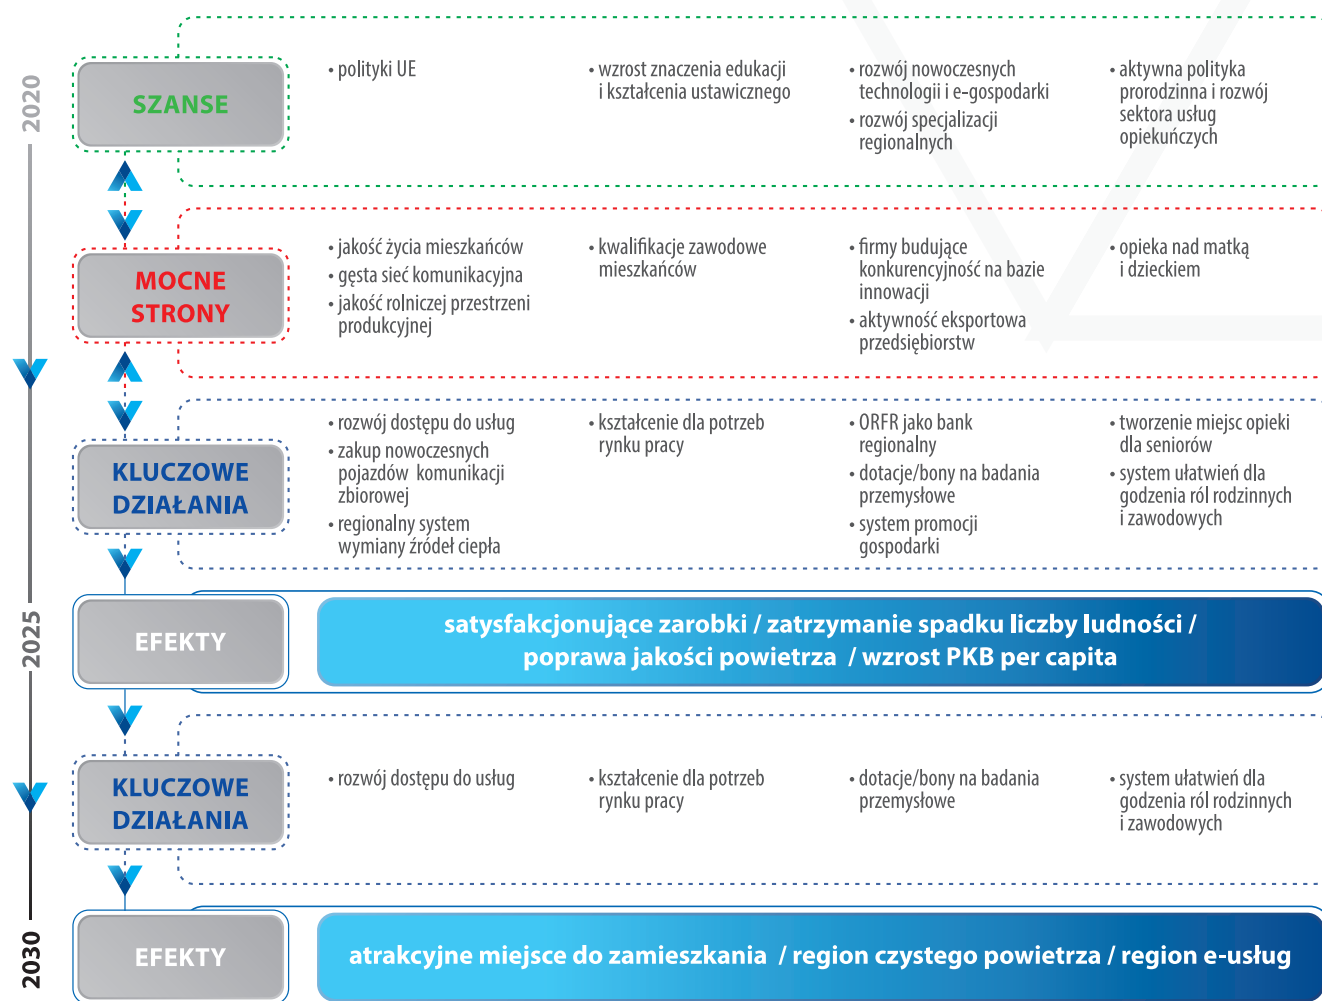 2020
SZANSE
• polityki UE
• wzrost znaczenia edukacji
i kształcenia ustawicznego
• rozwój nowoczesnych
technologii i e-gospodarki
• rozwój specjalizacji
regionalnych
• aktywna polityka
prorodzinna i rozwój
sektora usług
opiekuńczych
MOCNE
STRONY
• jakość życia mieszkańców
• gęsta sieć komunikacyjna
• jakość rolniczej przestrzeni
produkcyjnej
• kwalifikacje zawodowe
mieszkańców
• firmy budujące
konkurencyjność na bazie
innowacji
• aktywność eksportowa
przedsiębiorstw
• opieka nad matką
i dzieckiem
KLUCZOWE
DZIAŁANIA
• rozwój dostępu do usług
• zakup nowoczesnych
pojazdów komunikacji
zbiorowej
• regionalny system
wymiany źródeł ciepła
• kształcenie dla potrzeb
rynku pracy
• ORFR jako bank
regionalny
• dotacje/bony na badania
przemysłowe
• system promocji
gospodarki
• tworzenie miejsc opieki
dla seniorów
• system ułatwień dla
godzenia ról rodzinnych
i zawodowych
2025
EFEKTY
satysfakcjonujące zarobki / zatrzymanie spadku liczby ludności /
poprawa jakości powietrza / wzrost PKB per capita
KLUCZOWE
DZIAŁANIA
• rozwój dostępu do usług
• kształcenie dla potrzeb
rynku pracy
• dotacje/bony na badania
przemysłowe
• system ułatwień dla
godzenia ról rodzinnych
i zawodowych
2030
EFEKTY
atrakcyjne miejsce do zamieszkania / region czystego powietrza / region e-usług